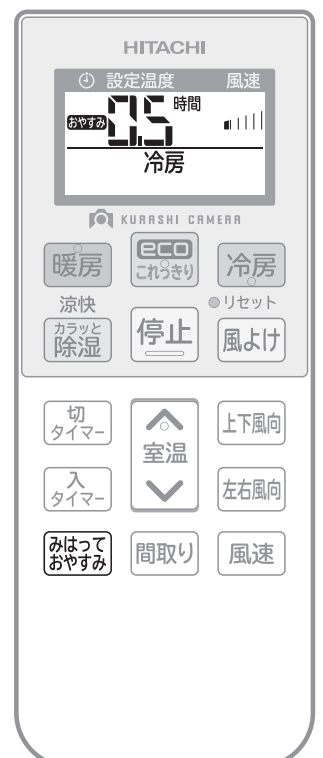 HITACHI
設定温度 風速
おやすみ 0.5 時間
冷房
KURASHI CAMERA
暖房 eco これっきり 冷房
涼快 リセット
カラッと 除湿 停止 風よけ
切 タイマー 室温 上下風向
入 タイマー 左右風向
みはって おやすみ 間取り 風速